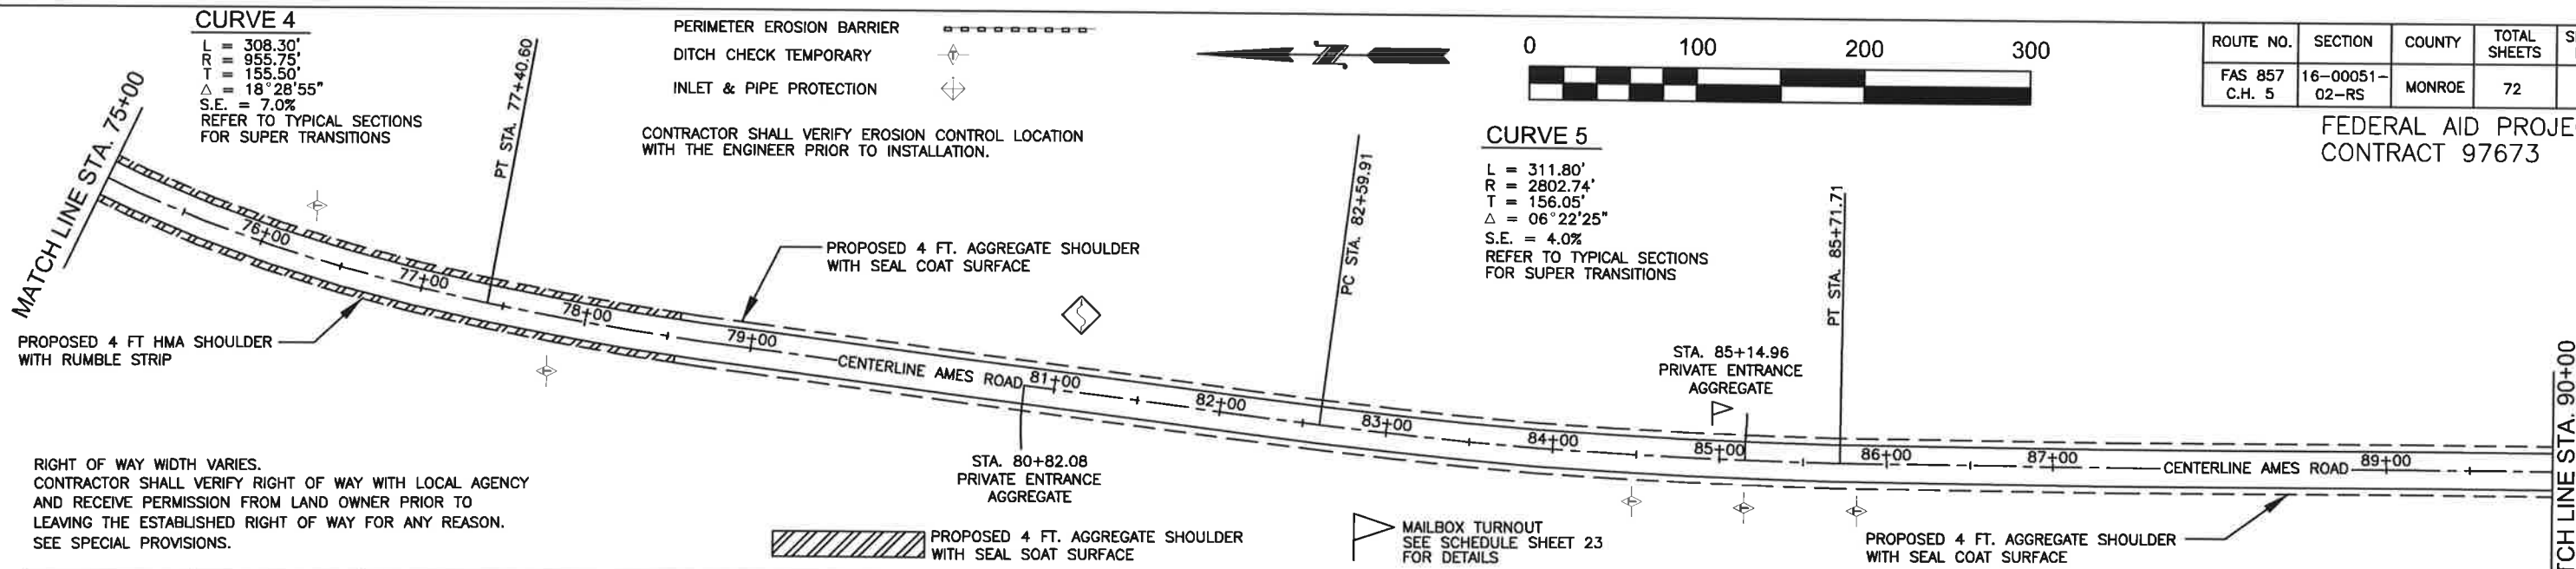 CURVE 4
L = 308.30'
R = 955.75'
T = 155.50'
△ = 18°28'55"
S.E. = 7.0%
REFER TO TYPICAL SECTIONS
FOR SUPER TRANSITIONS
PERIMETER EROSION BARRIER
DITCH CHECK TEMPORARY
INLET & PIPE PROTECTION
CONTRACTOR SHALL VERIFY EROSION CONTROL LOCATION
WITH THE ENGINEER PRIOR TO INSTALLATION.
0 100 200 300
ROUTE NO. SECTION COUNTY TOTAL SHEETS
FAS 857 C.H. 5 16-00051-02-RS MONROE 72
FEDERAL AID PROJE
CONTRACT 97673
CURVE 5
L = 311.80'
R = 2802.74'
T = 156.05'
△ = 06°22'25"
S.E. = 4.0%
REFER TO TYPICAL SECTIONS
FOR SUPER TRANSITIONS
MATCH LINE STA. 75+00
PT STA. 77+40.60
PC STA. 82+59.91
PT STA. 85+71.71
76+00
77+00
78+00
79+00
CENTERLINE AMES ROAD
81+00
82+00
83+00
84+00
85+00
86+00
87+00
CENTERLINE AMES ROAD
89+00
TCH LINE STA. 90+00
PROPOSED 4 FT HMA SHOULDER
WITH RUMBLE STRIP
PROPOSED 4 FT. AGGREGATE SHOULDER
WITH SEAL COAT SURFACE
STA. 85+14.96
PRIVATE ENTRANCE
AGGREGATE
STA. 80+82.08
PRIVATE ENTRANCE
AGGREGATE
RIGHT OF WAY WIDTH VARIES.
CONTRACTOR SHALL VERIFY RIGHT OF WAY WITH LOCAL AGENCY
AND RECEIVE PERMISSION FROM LAND OWNER PRIOR TO
LEAVING THE ESTABLISHED RIGHT OF WAY FOR ANY REASON.
SEE SPECIAL PROVISIONS.
PROPOSED 4 FT. AGGREGATE SHOULDER
WITH SEAL SOAT SURFACE
MAILBOX TURNOUT
SEE SCHEDULE SHEET 23
FOR DETAILS
PROPOSED 4 FT. AGGREGATE SHOULDER
WITH SEAL COAT SURFACE